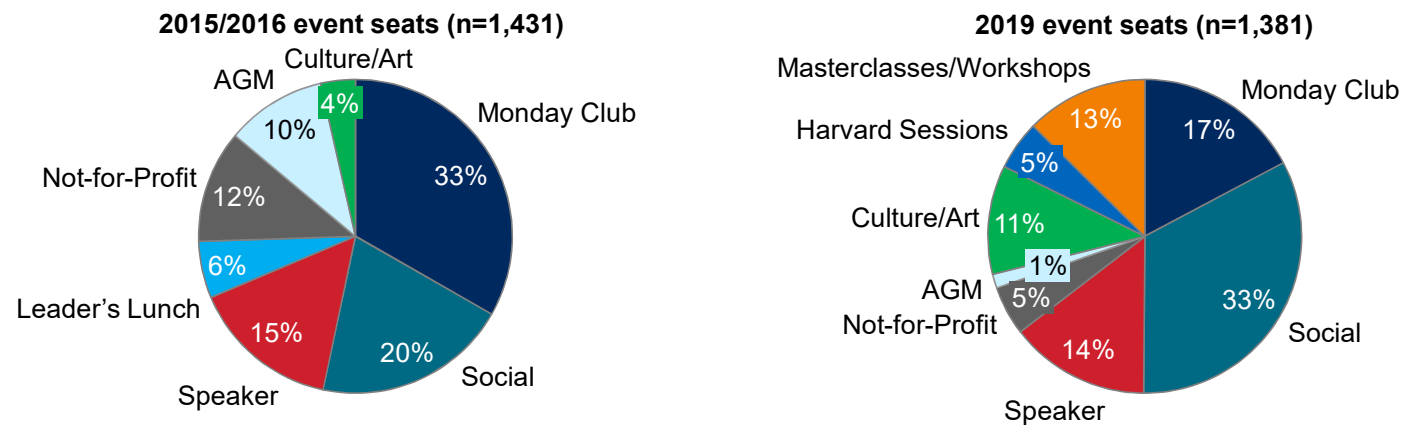 2015/2016 event seats (n=1,431)
Culture/Art
AGM
4%
Monday Club
10%
33%
Not-for-Profit
12%
6%
Leader’s Lunch
15%
20%
Social
Speaker
2019 event seats (n=1,381)
Masterclasses/Workshops
Monday Club
13%
17%
Harvard Sessions
5%
Culture/Art
11%
1%
AGM
5%
Not-for-Profit
33%
Social
14%
Speaker